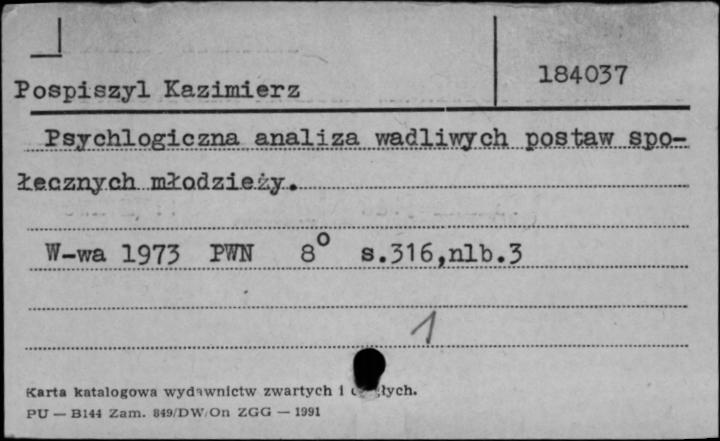 184037
Pospiszyl Kazimierz
Psychlogiczna analiza wadliwych postaw spo-
łecznych młodzieży.
W-wa 1973 PWN 8° s.316,nlb.3
1
Karta katalogowa wydawnictw zwartych i
PU — B144 Zam. 849/DW/On ZGG — 1991